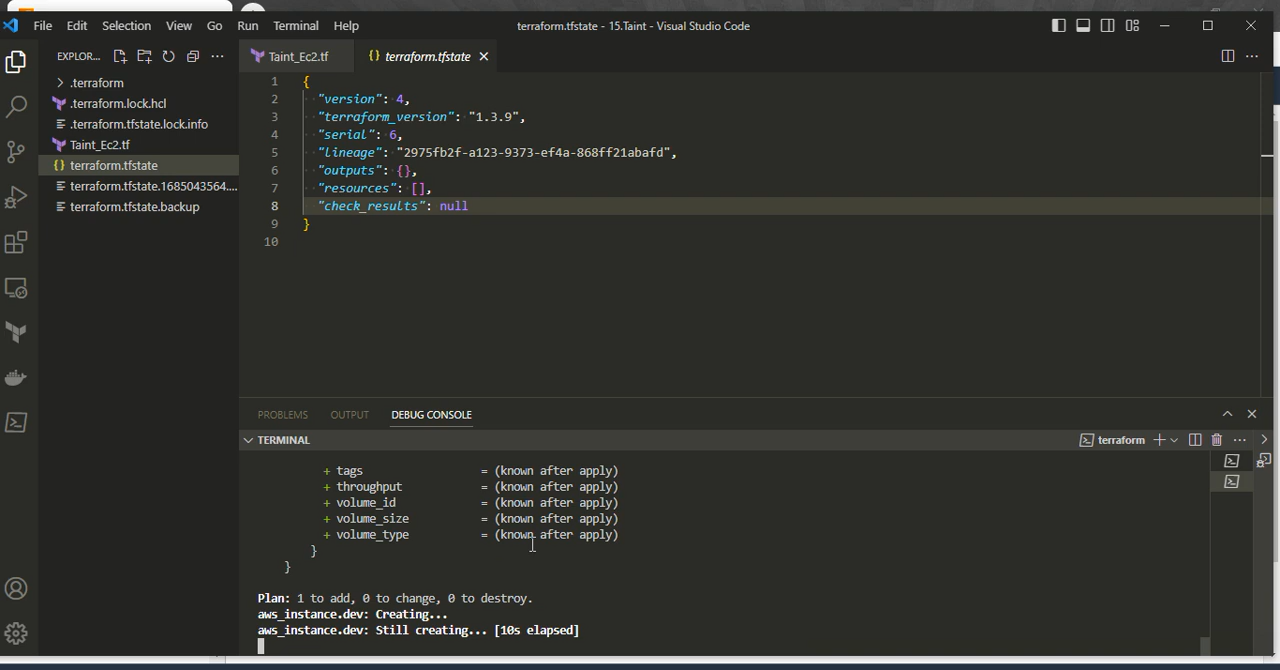 File Edit Selection View Go Run Terminal Help
terraform.tfstate - 15.Taint - Visual Studio Code
EXPLOR...
.terraform
.terraform.lock.hcl
.terraform.tfstate.lock.info
Taint_Ec2.tf
terraform.tfstate
terraform.tfstate.1685043564....
terraform.tfstate.backup
Taint_Ec2.tf
{} terraform.tfstate
1 {
2 "version": 4,
3 "terraform_version": "1.3.9",
4 "serial": 6,
5 "lineage": "2975fb2f-a123-9373-ef4a-868ff21abafd",
6 "outputs": {},
7 "resources": [],
8 "check_results": null
9 }
10
PROBLEMS OUTPUT DEBUG CONSOLE
TERMINAL
terraform
+ tags = (known after apply)
+ throughput = (known after apply)
+ volume_id = (known after apply)
+ volume_size = (known after apply)
+ volume_type = (known after apply)
}
}
Plan: 1 to add, 0 to change, 0 to destroy.
aws_instance.dev: Creating...
aws_instance.dev: Still creating... [10s elapsed]